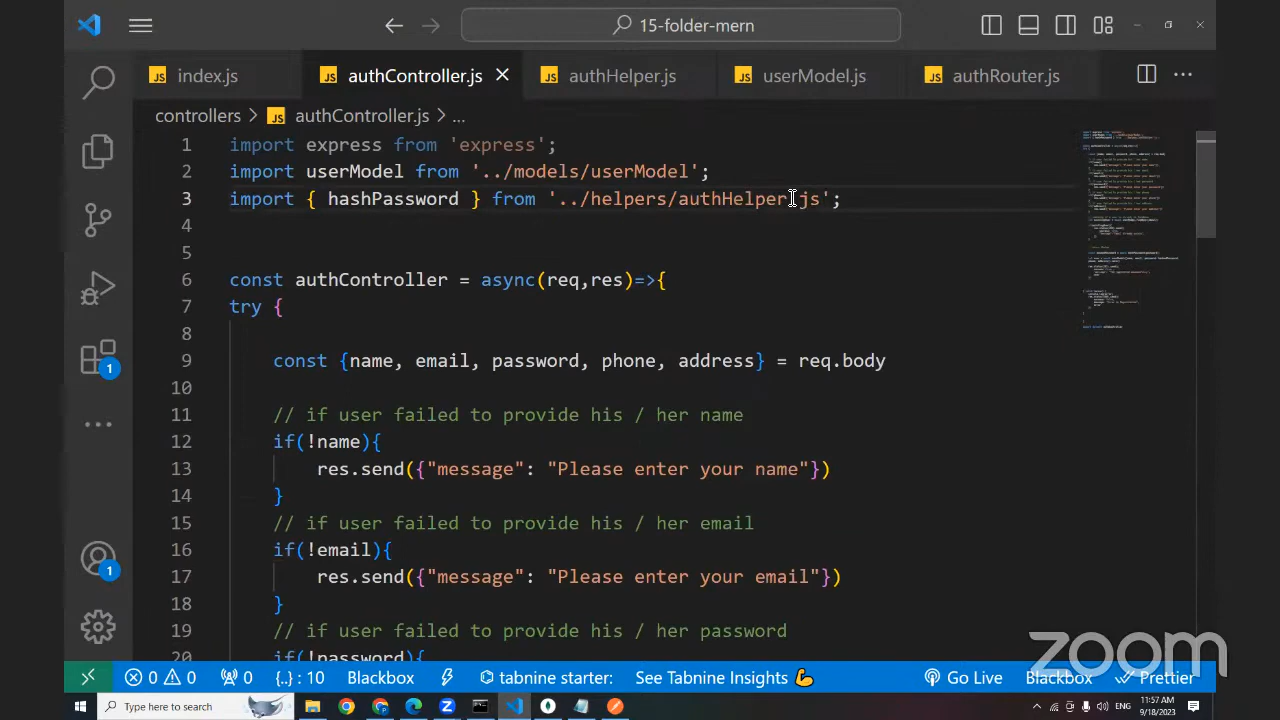 15-folder-mern
JS index.js
JS authController.js
JS authHelper.js
JS userModel.js
JS authRouter.js
controllers > JS authController.js > ...
1 import express from 'express';
2 import userModel from '../models/userModel';
3 import { hashPassword } from '../helpers/authHelper.js';
4
5
6 const authController = async(req,res)=>{
7 try {
8
9 const {name, email, password, phone, address} = req.body
10
11 // if user failed to provide his / her name
12 if(!name){
13 res.send({"message": "Please enter your name"})
14 }
15 // if user failed to provide his / her email
16 if(!email){
17 res.send({"message": "Please enter your email"})
18 }
19 // if user failed to provide his / her password
20 if(!password){
1
1
0 0
0
{..} : 10
Blackbox
tabnine starter:
See Tabnine Insights 💪
Go Live
Blackbox
Prettier
zoom
Type here to search
11:57 AM
ENG
9/18/2023